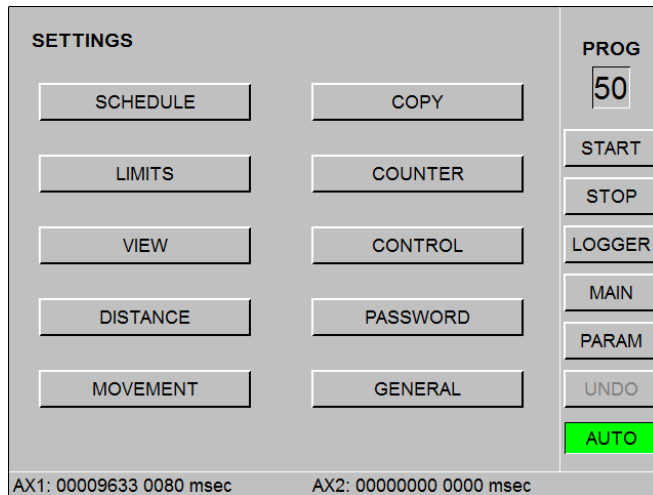 SETTINGS
SCHEDULE
COPY
LIMITS
COUNTER
VIEW
CONTROL
DISTANCE
PASSWORD
MOVEMENT
GENERAL
PROG
50
START
STOP
LOGGER
MAIN
PARAM
UNDO
AUTO
AX1: 00009633 0080 msec
AX2: 00000000 0000 msec